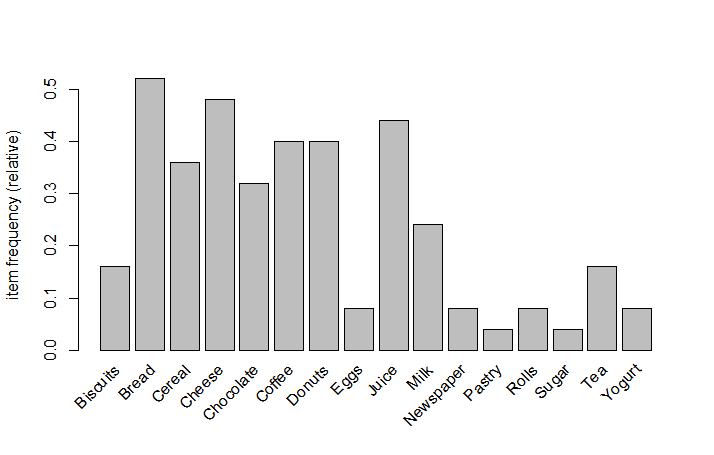 item frequency (relative)
0.5
0.4
0.3
0.2
0.1
0.0
Biscuits
Bread
Cereal
Cheese
Chocolate
Coffee
Donuts
Eggs
Juice
Milk
Newspaper
Pastry
Rolls
Sugar
Tea
Yogurt